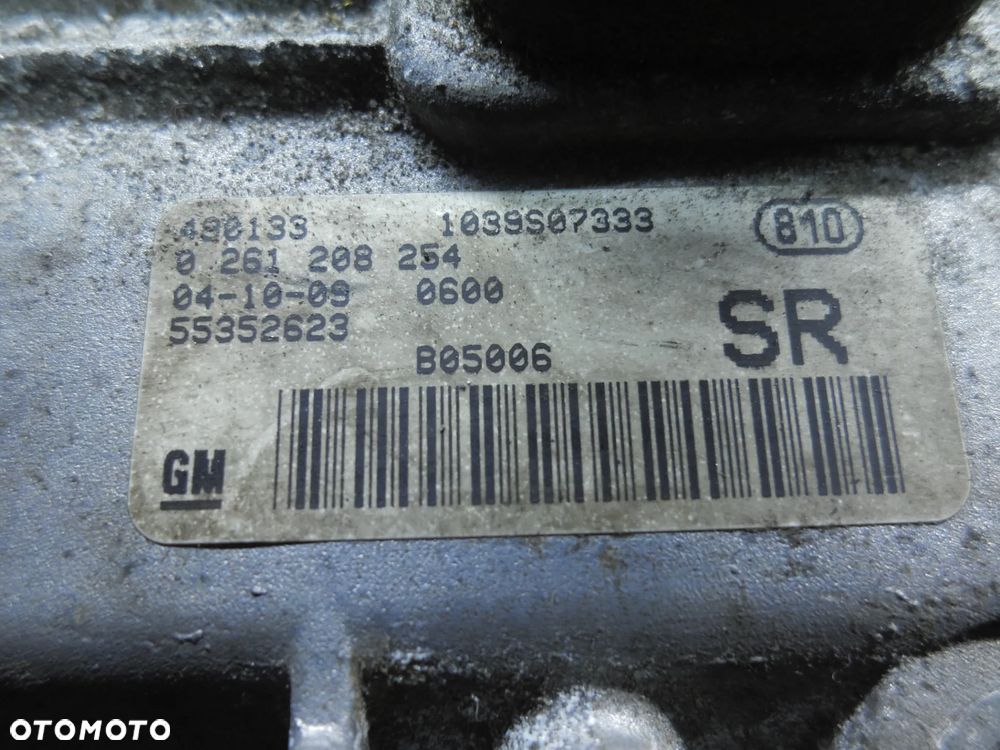 490133 1039S07333 810
0 261 208 254
04-10-09 0600 SR
55352623
B05006
GM
OTOMOTO